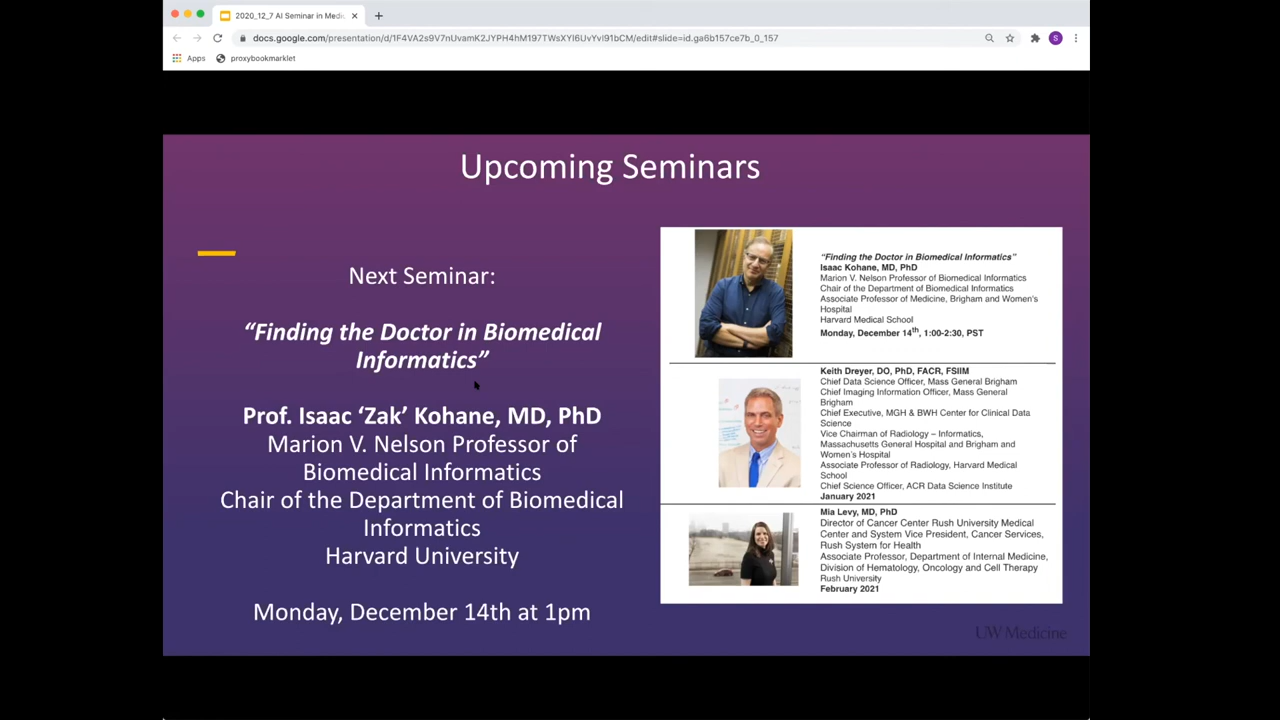 2020_12_7 AI Seminar in Medi
docs.google.com/presentation/d/1F4VA2s9V7nUvamK2JYPH4hM197TWsXYI6UvYvI91bCM/edit#slide=id.ga6b157ce7b_0_157
S
Apps
proxybookmarklet
Upcoming Seminars
Next Seminar:
“Finding the Doctor in Biomedical
Informatics”
Prof. Isaac ‘Zak’ Kohane, MD, PhD
Marion V. Nelson Professor of
Biomedical Informatics
Chair of the Department of Biomedical
Informatics
Harvard University
Monday, December 14th at 1pm
“Finding the Doctor in Biomedical Informatics”
Isaac Kohane, MD, PhD
Marion V. Nelson Professor of Biomedical Informatics
Chair of the Department of Biomedical Informatics
Associate Professor of Medicine, Brigham and Women's
Hospital
Harvard Medical School
Monday, December 14th, 1:00-2:30, PST
Keith Dreyer, DO, PhD, FACR, FSIIM
Chief Data Science Officer, Mass General Brigham
Chief Imaging Information Officer, Mass General
Brigham
Chief Executive, MGH & BWH Center for Clinical Data
Science
Vice Chairman of Radiology – Informatics,
Massachusetts General Hospital and Brigham and
Women's Hospital
Associate Professor of Radiology, Harvard Medical
School
Chief Science Officer, ACR Data Science Institute
January 2021
Mia Levy, MD, PhD
Director of Cancer Center Rush University Medical
Center and System Vice President, Cancer Services,
Rush System for Health
Associate Professor, Department of Internal Medicine,
Division of Hematology, Oncology and Cell Therapy
Rush University
February 2021
UW Medicine